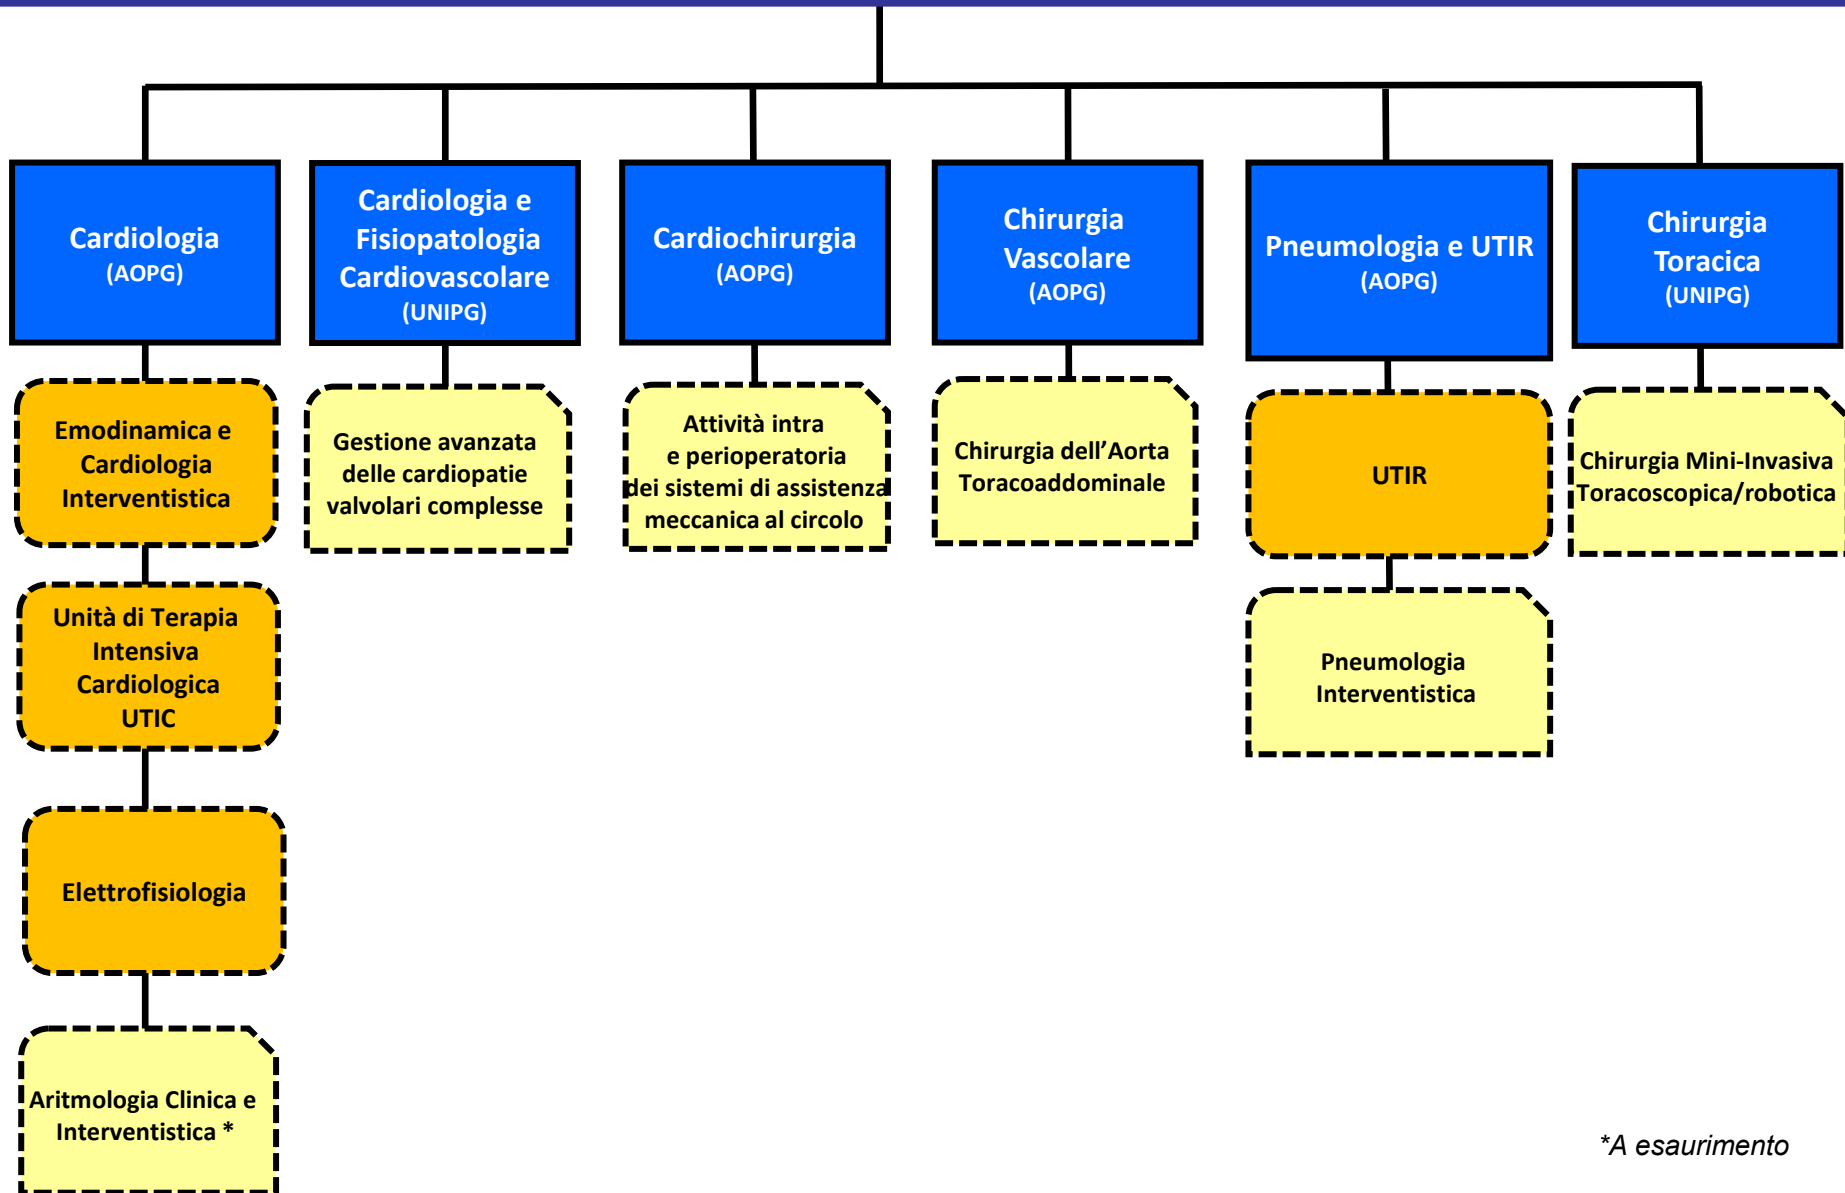 Cardiologia
(AOPG)
Cardiologia e
Fisiopatologia
Cardiovascolare
(UNIPG)
Cardiochirurgia
(AOPG)
Chirurgia
Vascolare
(AOPG)
Pneumologia e UTIR
(AOPG)
Chirurgia
Toracica
(UNIPG)
Emodinamica e
Cardiologia
Interventistica
Gestione avanzata
delle cardiopatie
valvolari complesse
Attività intra
e perioperatoria
dei sistemi di assistenza
meccanica al circolo
Chirurgia dell’Aorta
Toracoaddominale
UTIR
Chirurgia Mini-Invasiva
Toracoscopica/robotica
Unità di Terapia
Intensiva
Cardiologica
UTIC
Pneumologia
Interventistica
Elettrofisiologia
Aritmologia Clinica e
Interventistica *
*A esaurimento